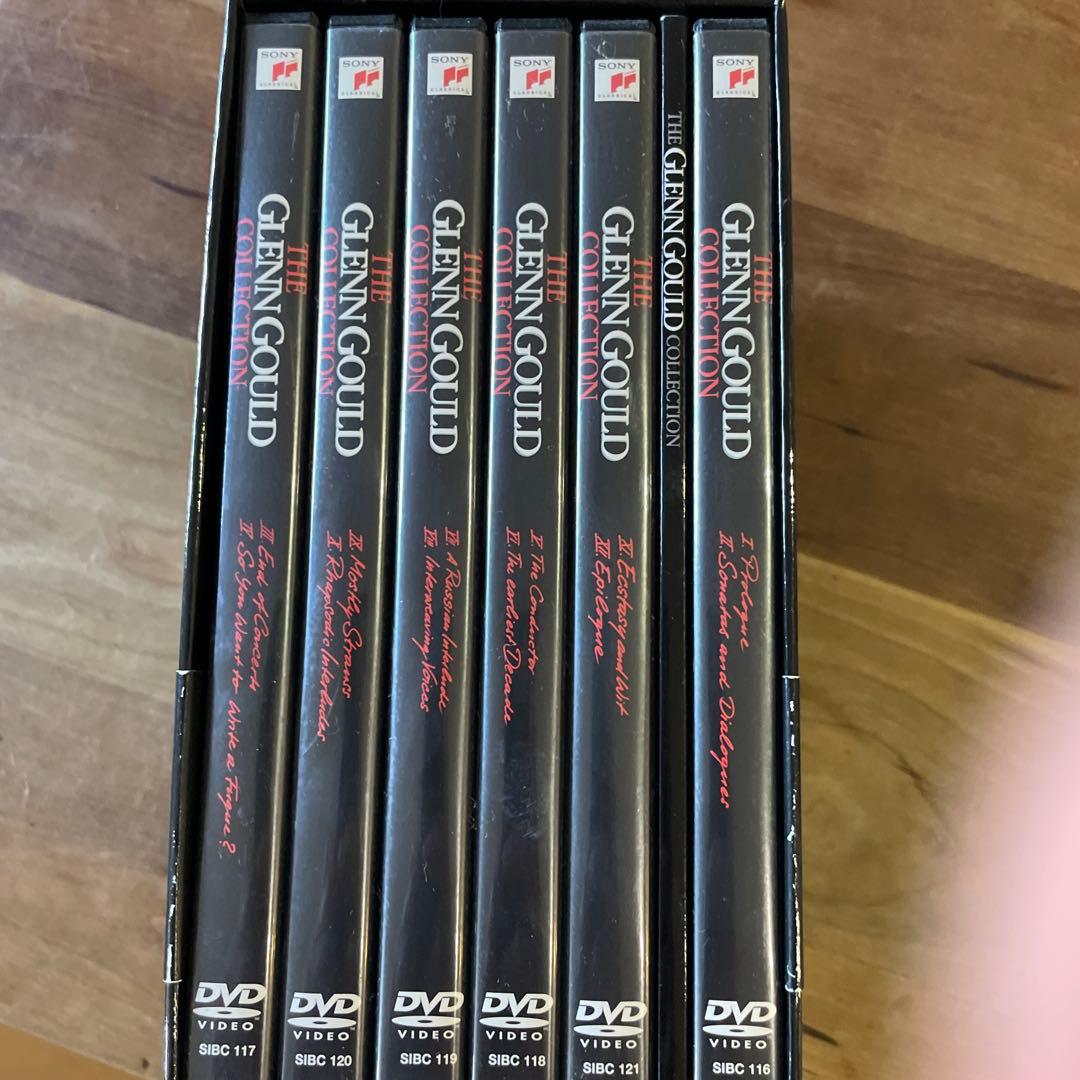 SONY
CLASSICAL
THE
GLENN GOULD
COLLECTION
III. End of Concerts
IV. So You Want to Write a Fugue?
DVD
VIDEO
SIBC 117
SONY
CLASSICAL
THE
GLENN GOULD
COLLECTION
IX. Mostly Strauss
X. Rhapsodic Interludes
DVD
VIDEO
SIBC 120
SONY
CLASSICAL
THE
GLENN GOULD
COLLECTION
VII. A Russian Interlude
VIII. Interweaving Voices
DVD
VIDEO
SIBC 119
SONY
CLASSICAL
THE
GLENN GOULD
COLLECTION
V. The Conductor
VI. The earliest Decade
DVD
VIDEO
SIBC 118
SONY
CLASSICAL
THE
GLENN GOULD
COLLECTION
XI. Ecstasy and Wit
XII. Epilogue
DVD
VIDEO
SIBC 121
THE GLENN GOULD COLLECTION
SONY
CLASSICAL
THE
GLENN GOULD
COLLECTION
I. Prologue
II. Sonatas and Dialogues
DVD
VIDEO
SIBC 116